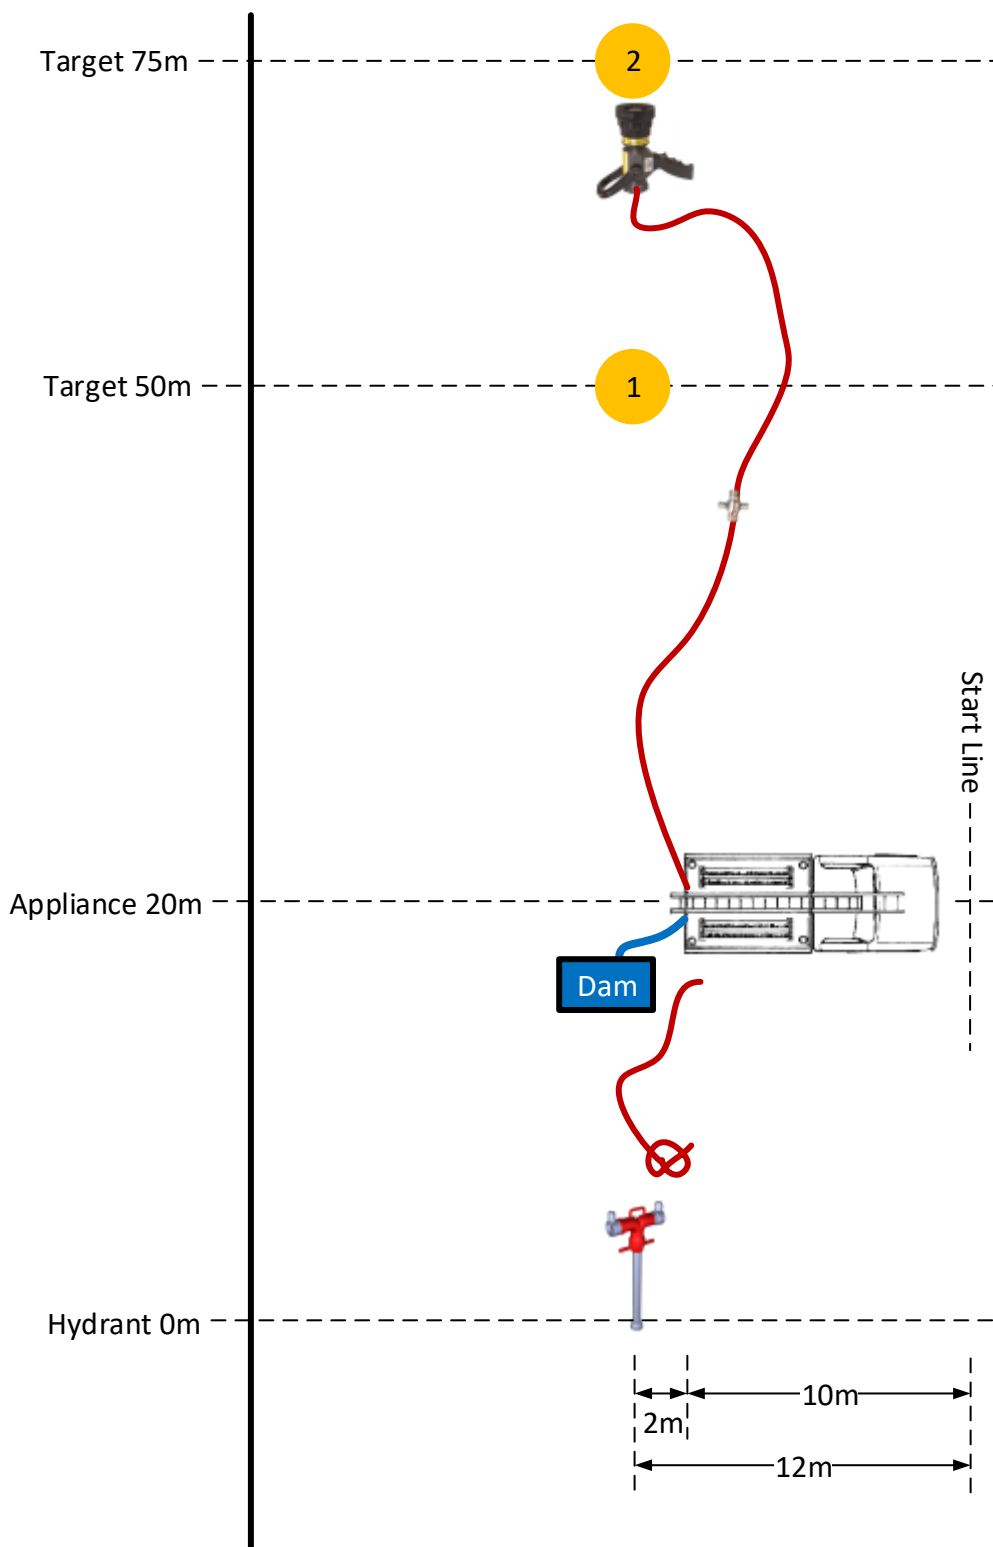 Target 75m
2
Target 50m
1
Start Line
Appliance 20m
Dam
Hydrant 0m
10m
2m
12m